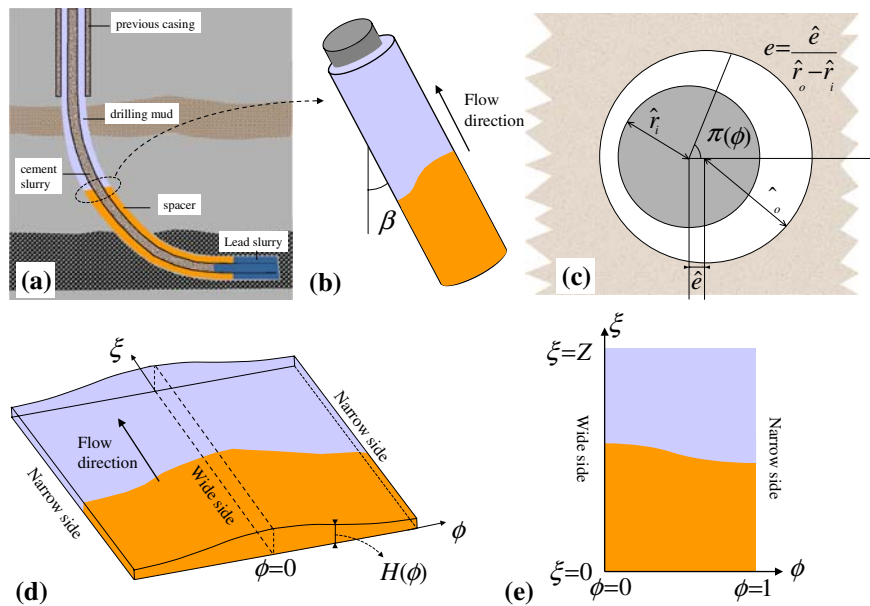 previous casing
(a)
drilling mud
cement
slurry
spacer
Lead slurry
Flow
direction
β
(b)
e = ê / r̂ₒ − r̂ᵢ
r̂ᵢ
π(φ)
ˆₒ
ê
(c)
ξ
Flow
direction
Narrow side
Wide side
Narrow side
φ
φ=0
H(φ)
(d)
ξ
ξ=Z
Wide side
Narrow side
ξ=0
φ=0
φ=1
φ
(e)